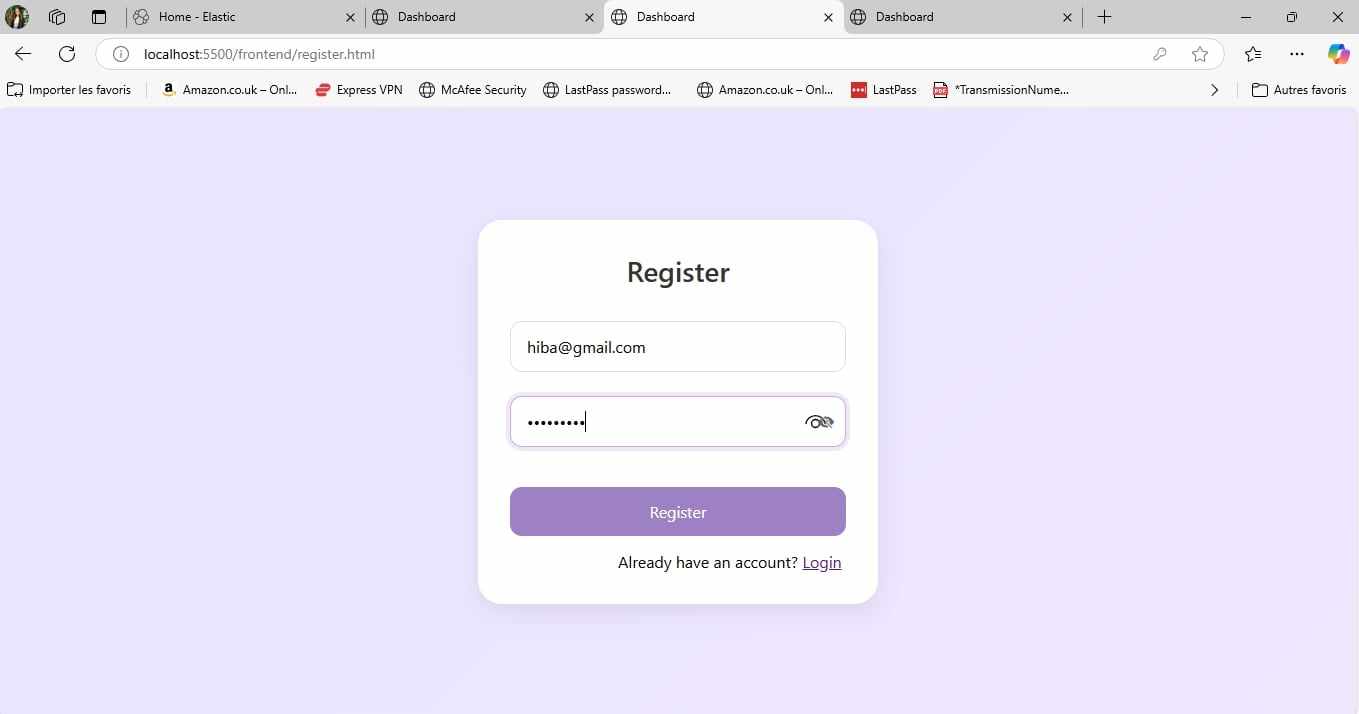 Home - Elastic
Dashboard
Dashboard
Dashboard
localhost:5500/frontend/register.html
Importer les favoris
a
Amazon.co.uk – Onl...
Express VPN
McAfee Security
LastPass password...
Amazon.co.uk – Onl...
LastPass
PDF
*TransmissionNume...
Autres favoris
Register
hiba@gmail.com
•••••••••
Register
Already have an account? Login